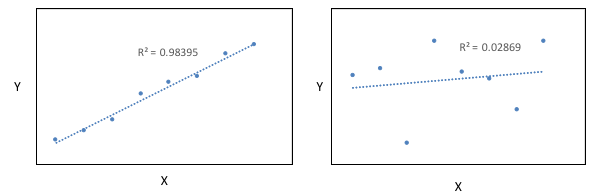 R² = 0.98395
Y
X
R² = 0.02869
Y
X